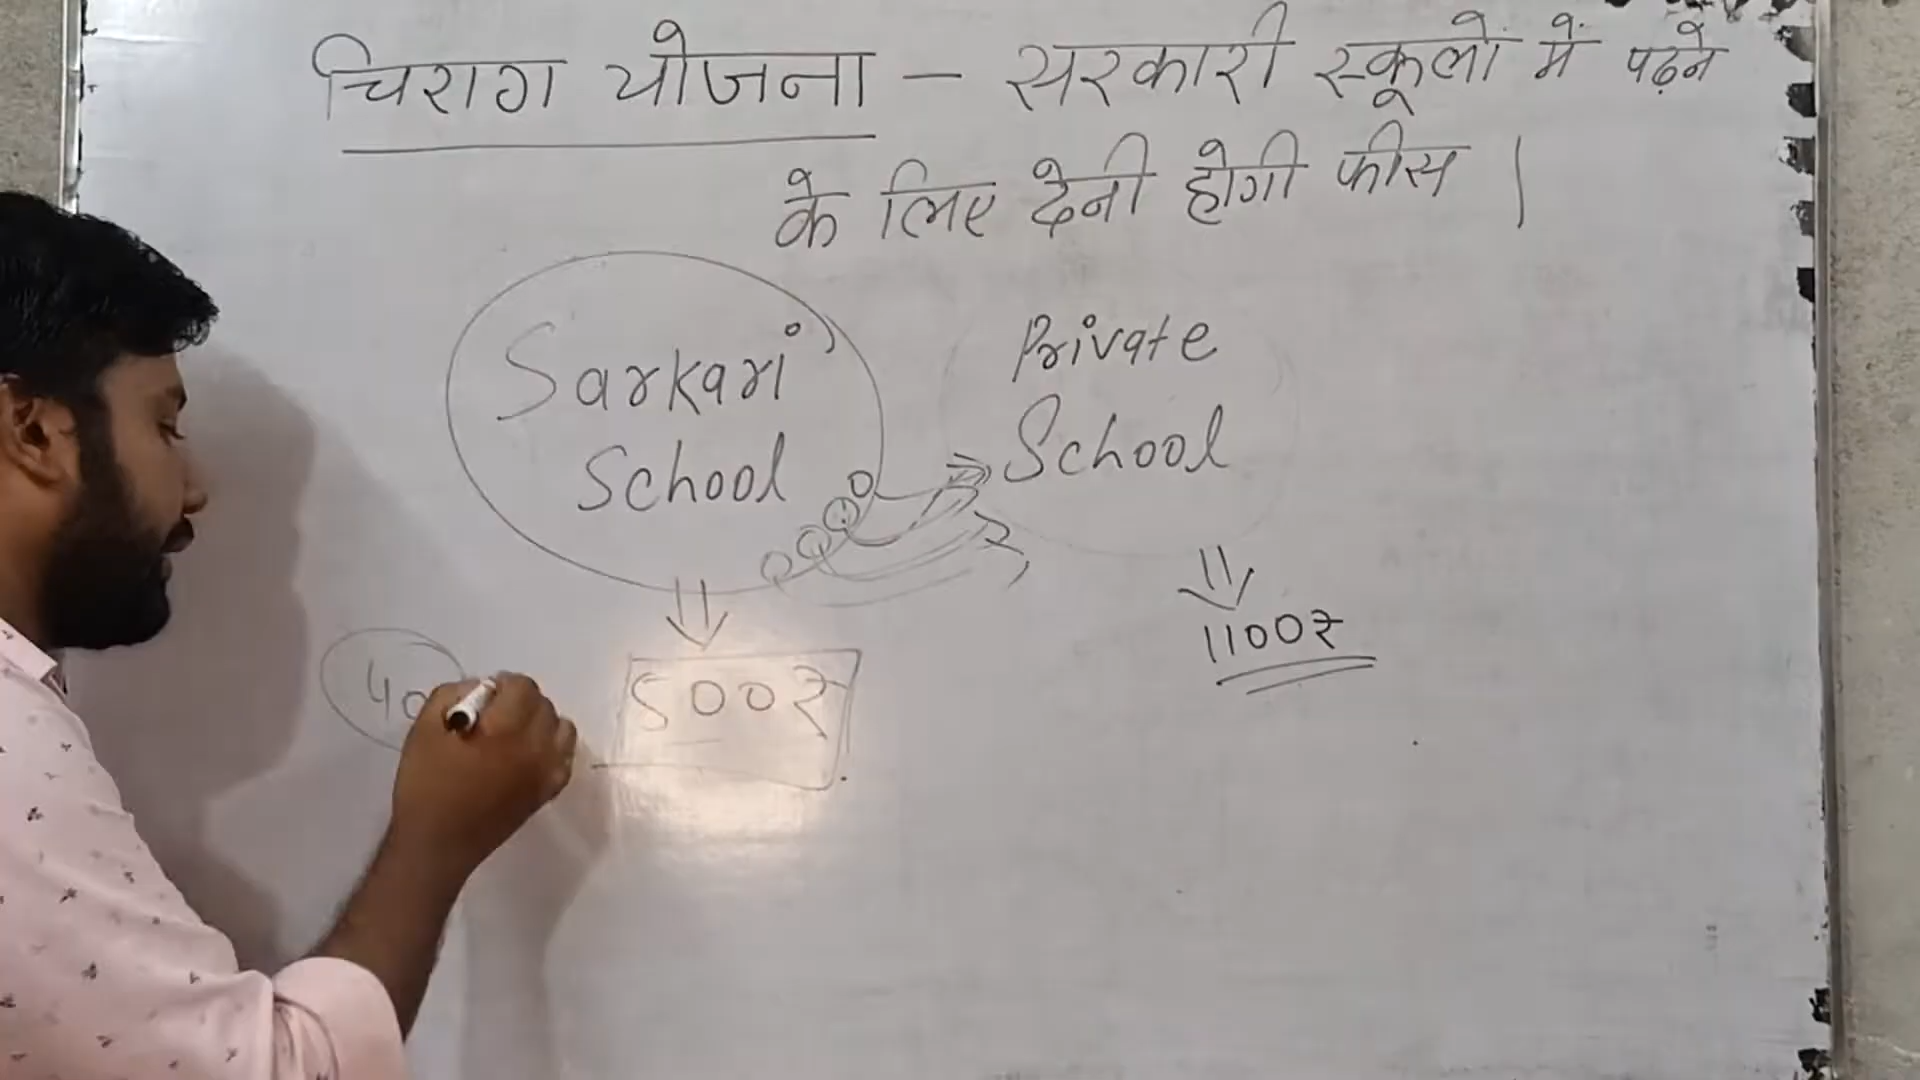 चिराग योजना – सरकारी स्कूलों में पढ़ने
के लिए देनी होगी फीस |
Sarkari
School
Private
School
500₹
1100₹